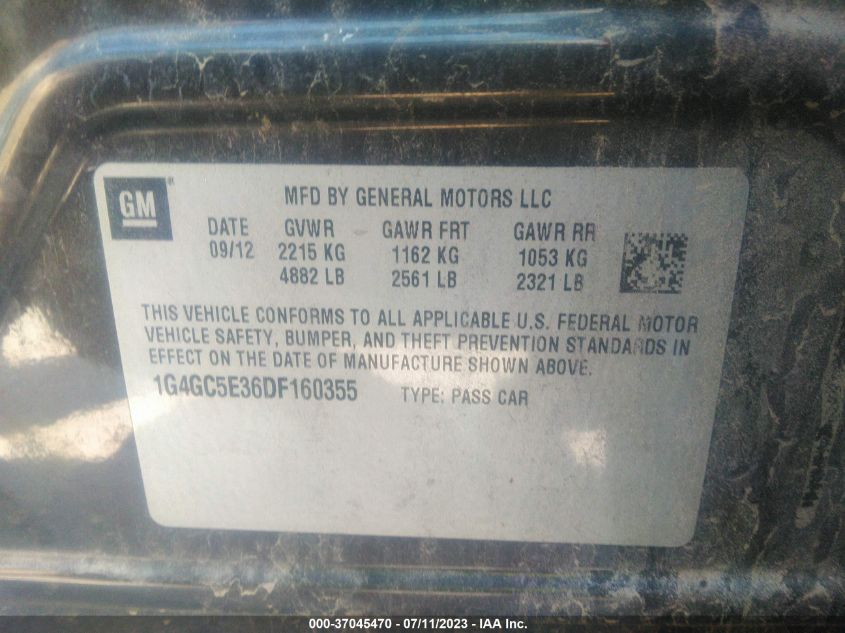 GM
MFD BY GENERAL MOTORS LLC
DATE GVWR GAWR FRT GAWR RR
09/12 2215 KG 1162 KG 1053 KG
4882 LB 2561 LB 2321 LB
THIS VEHICLE CONFORMS TO ALL APPLICABLE U.S. FEDERAL MOTOR
VEHICLE SAFETY, BUMPER, AND THEFT PREVENTION STANDARDS IN
EFFECT ON THE DATE OF MANUFACTURE SHOWN ABOVE.
1G4GC5E36DF160355 TYPE: PASS CAR
000-37045470 - 07/11/2023 - IAA Inc.